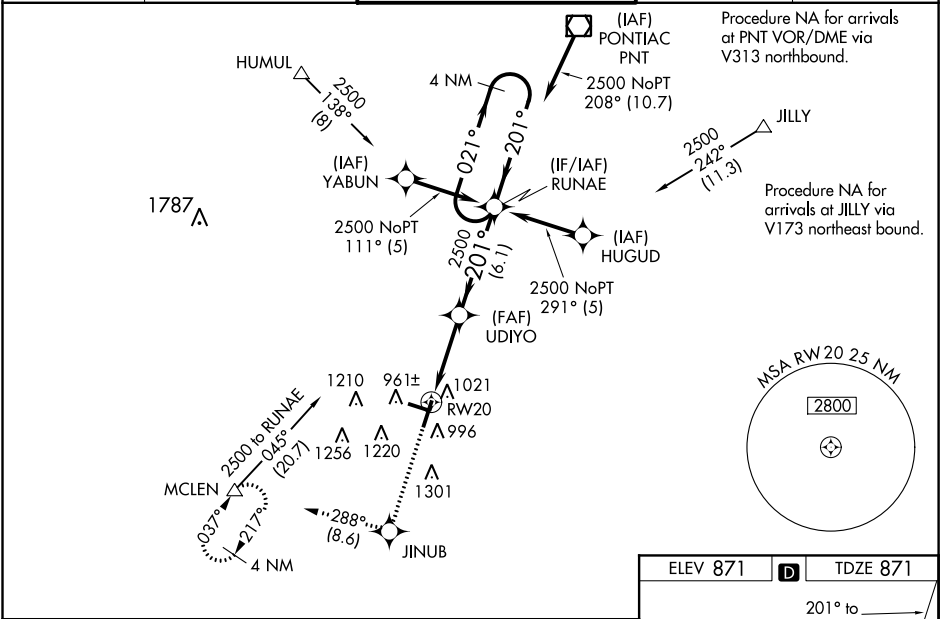 (IAF)
PONTIAC
PNT
Procedure NA for arrivals
at PNT VOR/DME via
V313 northbound.
HUMUL
2500
138°
(8)
4 NM
2500 NoPT
208° (10.7)
JILLY
2500
242°
(11.3)
021°
201°
(IAF)
YABUN
(IF/IAF)
RUNAE
Procedure NA for
arrivals at JILLY via
V173 northeast bound.
1787
2500 NoPT
111° (5)
2500
201°
(6.1)
(IAF)
HUGUD
2500 NoPT
291° (5)
(FAF)
UDIYO
MSA RW20 25 NM
2800
1210
961±
1021
RW20
996
1256
1220
1301
2500 to RUNAE
045°
(20.7)
MCLEN
037°
217°
4 NM
288°
(8.6)
JINUB
ELEV 871
D
TDZE 871
201° to